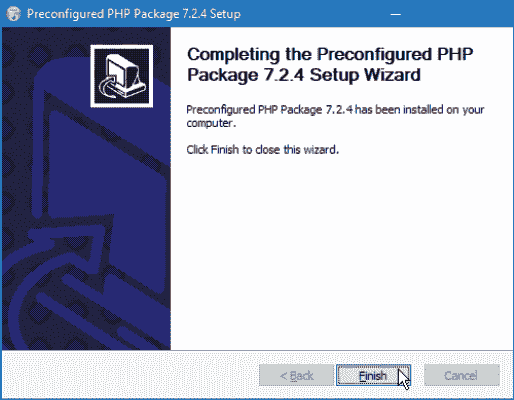 Preconfigured PHP Package 7.2.4 Setup
Completing the Preconfigured PHP
Package 7.2.4 Setup Wizard
Preconfigured PHP Package 7.2.4 has been installed on your
computer.
Click Finish to close this wizard.
< Back
Finish
Cancel